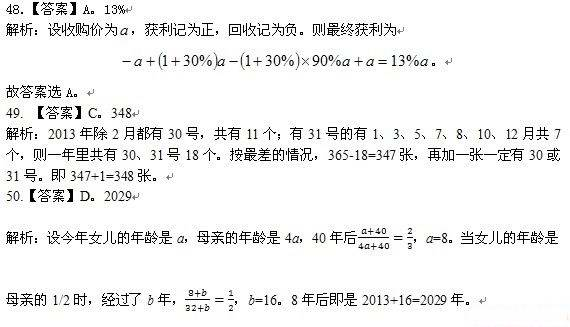 48.【答案】A。13%
解析：设收购价为a，获利记为正，回收记为负。则最终获利为
−a+(1+30%)a−(1+30%)×90%a+a=13%a。
故答案选 A。
49. 【答案】C。348
解析：2013 年除 2 月都有 30 号，共有 11 个；有 31 号的有 1、3、5、7、8、10、12 月共 7
个，则一年里共有 30、31 号 18 个。按最差的情况，365-18=347 张，再加一张一定有 30 或
31 号。即 347+1=348 张。
50.【答案】D。2029
解析：设今年女儿的年龄是 a，母亲的年龄是 4a，40 年后(a+40)/(4a+40)=2/3，a=8。当女儿的年龄是
母亲的 1/2 时，经过了 b 年，(8+b)/(32+b)=1/2，b=16。8 年后即是 2013+16=2029 年。